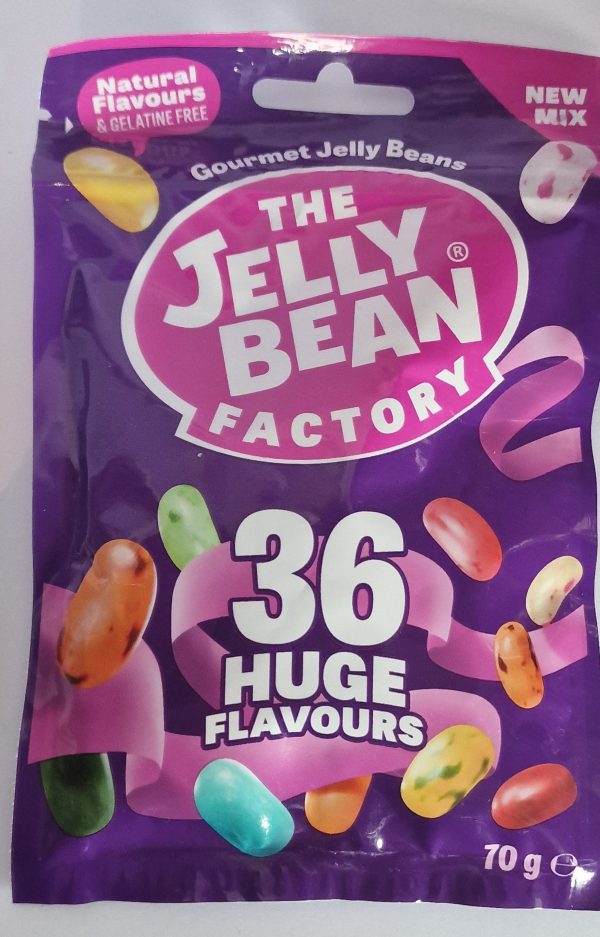 Natural
Flavours
& GELATINE FREE
NEW
MIX
Gourmet Jelly Beans
THE
JELLY
BEAN
®
FACTORY
36
HUGE
FLAVOURS
70 g ℮